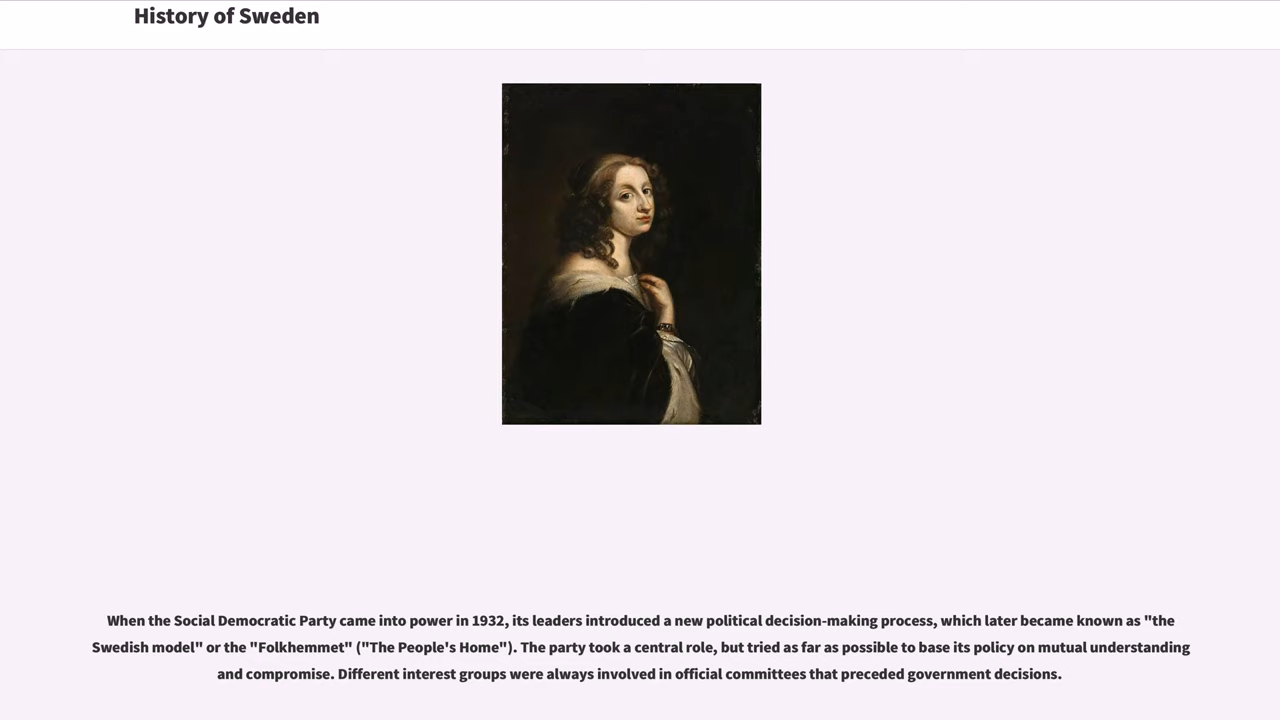 History of Sweden
When the Social Democratic Party came into power in 1932, its leaders introduced a new political decision-making process, which later became known as "the
Swedish model" or the "Folkhemmet" ("The People's Home"). The party took a central role, but tried as far as possible to base its policy on mutual understanding
and compromise. Different interest groups were always involved in official committees that preceded government decisions.